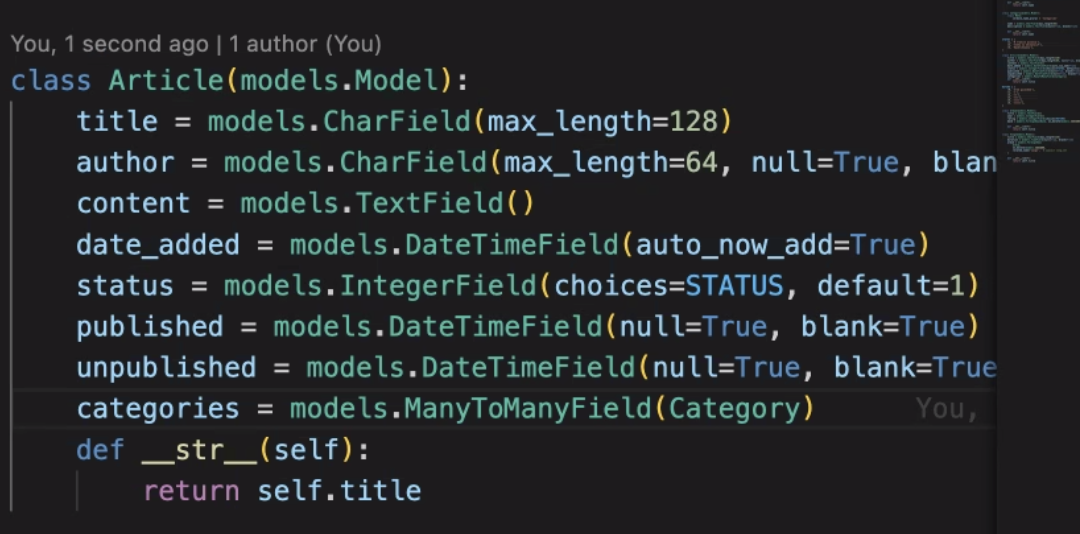 You, 1 second ago | 1 author (You)
class Article(models.Model):
    title = models.CharField(max_length=128)
    author = models.CharField(max_length=64, null=True, blan
    content = models.TextField()
    date_added = models.DateTimeField(auto_now_add=True)
    status = models.IntegerField(choices=STATUS, default=1)
    published = models.DateTimeField(null=True, blank=True)
    unpublished = models.DateTimeField(null=True, blank=True
    categories = models.ManyToManyField(Category) You,
    def __str__(self):
        return self.title